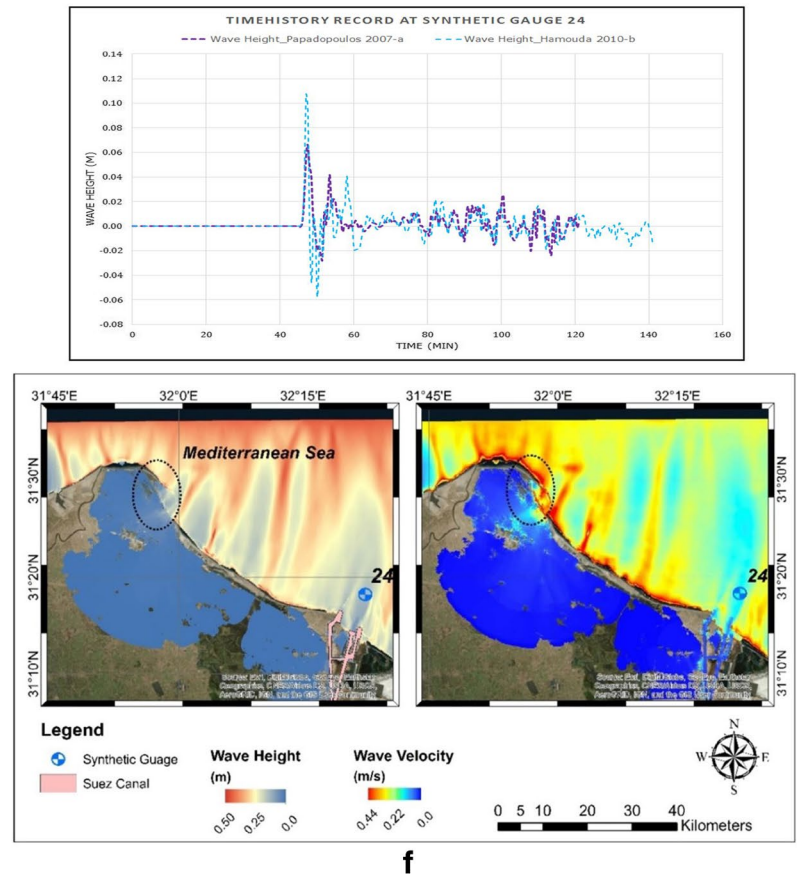 TIMEHISTORY RECORD AT SYNTHETIC GAUGE 24
Wave Height_Papadopoulos 2007-a Wave Height_Hamouda 2010-b
WAVE HEIGHT (M)
0.14
0.12
0.10
0.08
0.06
0.04
0.02
0.00
-0.02
-0.04
-0.06
-0.08
0 20 40 60 80 100 120 140 160
TIME (MIN)
31°45'E 32°0'E 32°15'E 31°45'E 32°0'E 32°15'E
Mediterranean Sea
31°30'N 31°30'N
31°20'N 31°20'N
31°10'N 31°10'N
24 24
Legend
Synthetic Guage
Suez Canal
Wave Height
(m)
0.50 0.25 0.0
Wave Velocity
(m/s)
0.44 0.22 0.0
N
W E
S
0 5 10 20 30 40
Kilometers
f